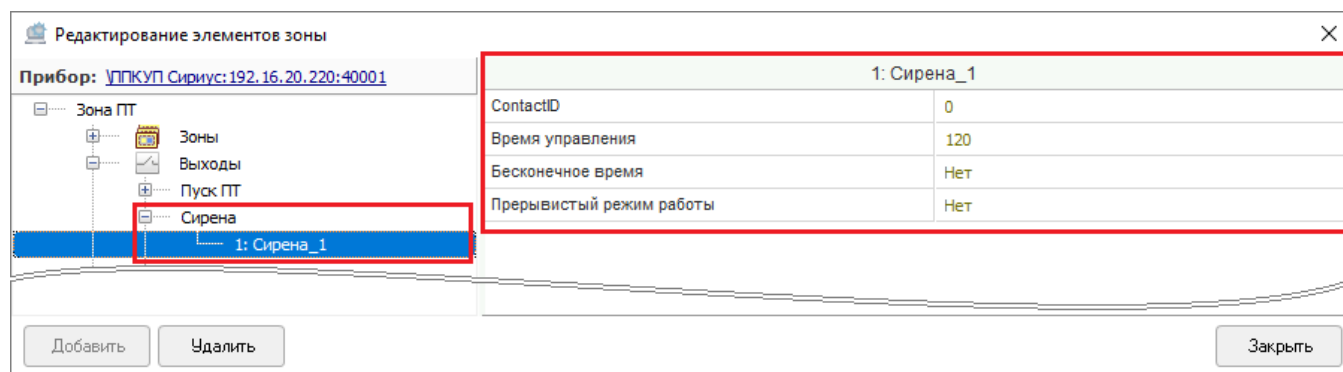 Редактирование элементов зоны
Прибор: \ППКУП Сириус:192.16.20.220:40001
Зона ПТ
Зоны
Выходы
Пуск ПТ
Сирена
1: Сирена_1
1: Сирена_1
ContactID 0
Время управления 120
Бесконечное время Нет
Прерывистый режим работы Нет
Добавить Удалить Закрыть